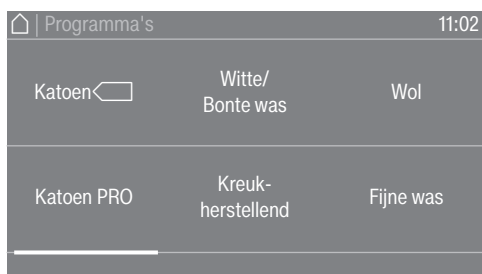 | Programma's 11:02
Katoen Witte/ Wol
Bonte was
Katoen PRO Kreuk- Fijne was
herstellend